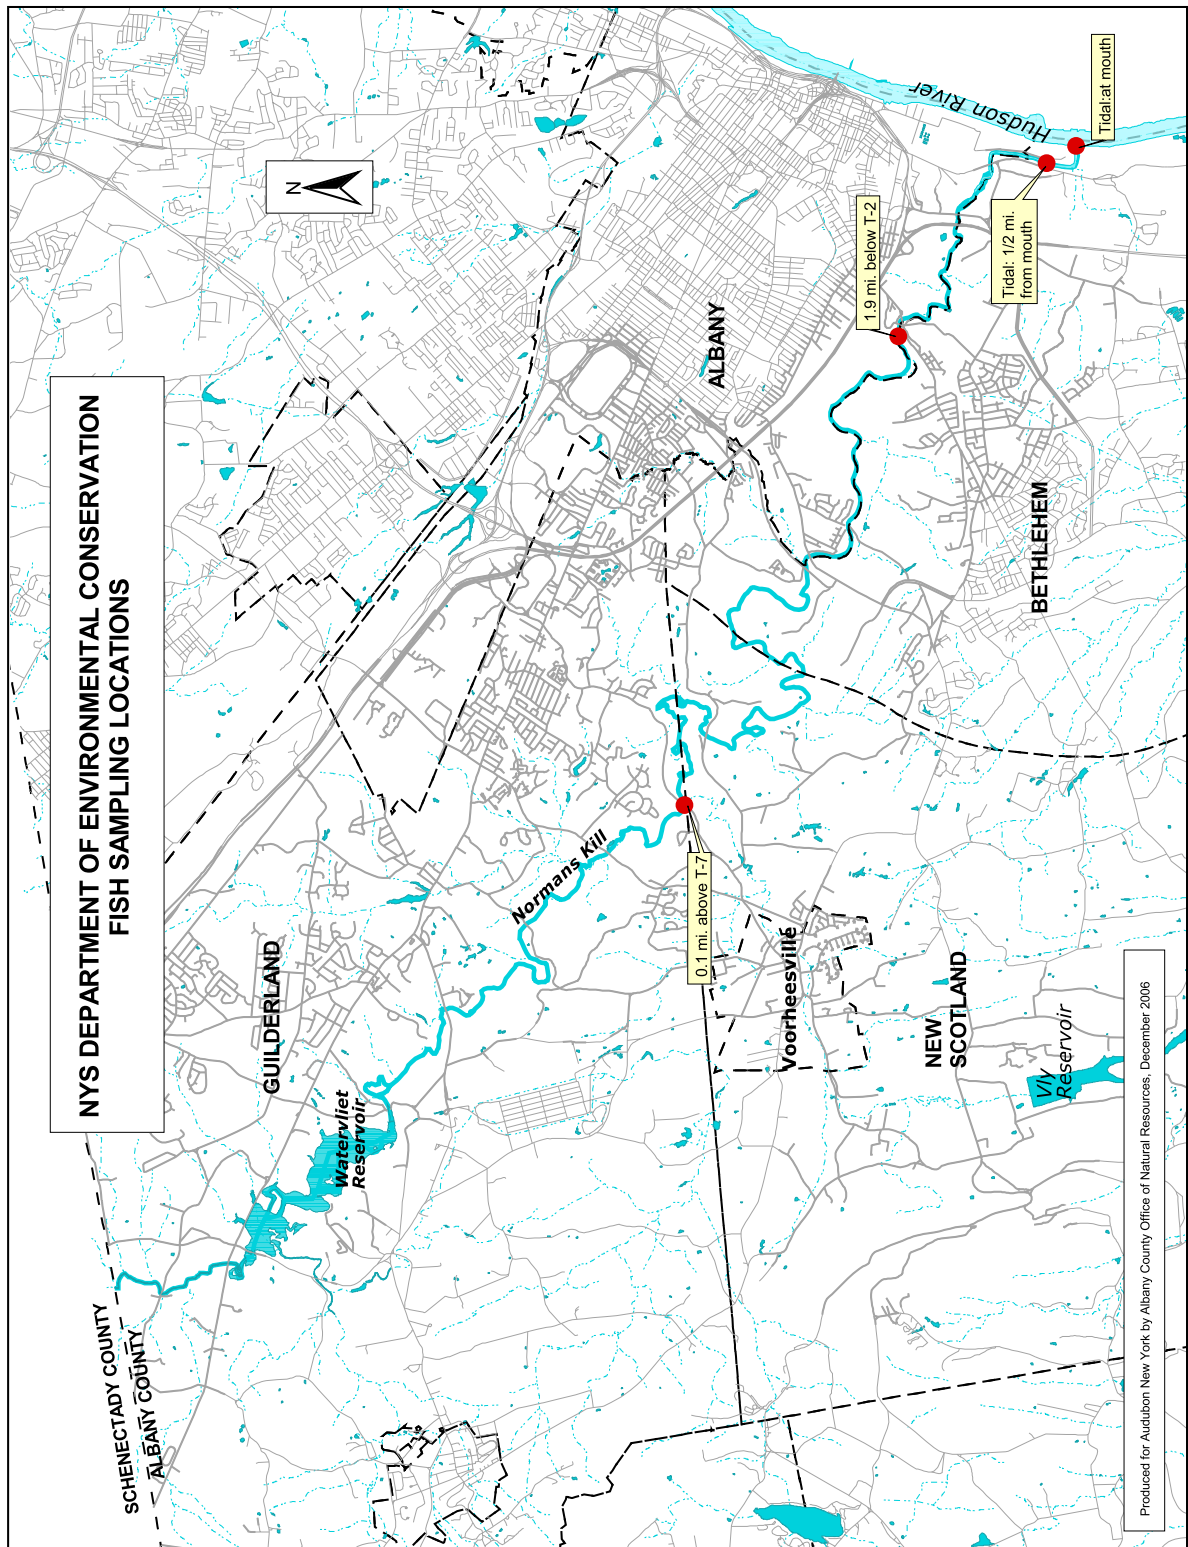 NYS DEPARTMENT OF ENVIRONMENTAL CONSERVATION
FISH SAMPLING LOCATIONS
N
SCHENECTADY COUNTY
ALBANY COUNTY
GUILDERLAND
Watervliet
Reservoir
Normans Kill
0.1 mi. above T-7
Voorheesville
NEW
SCOTLAND
Vly
Reservoir
ALBANY
BETHLEHEM
1.9 mi. below T-2
Tidal: 1/2 mi.
from mouth
Tidal:at mouth
Hudson River
Produced for Audubon New York by Albany County Office of Natural Resources, December 2006